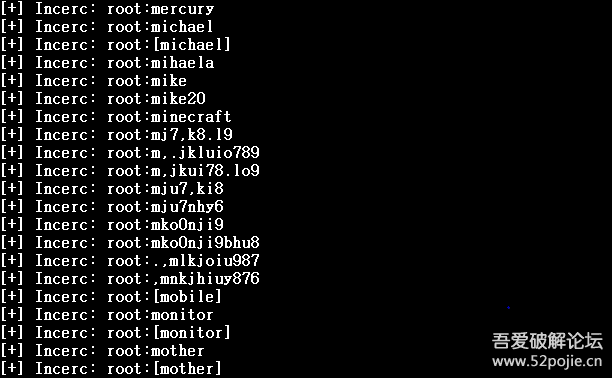 [+] Incerc: root:mercury
[+] Incerc: root:michael
[+] Incerc: root:[michael]
[+] Incerc: root:mihaela
[+] Incerc: root:mike
[+] Incerc: root:mike20
[+] Incerc: root:minecraft
[+] Incerc: root:mj7,k8.l9
[+] Incerc: root:m,.jkluio789
[+] Incerc: root:m,jkui78.lo9
[+] Incerc: root:mju7,ki8
[+] Incerc: root:mju7nhy6
[+] Incerc: root:mko0nji9
[+] Incerc: root:mko0nji9bhu8
[+] Incerc: root:.,mlkjoiu987
[+] Incerc: root:,mnkjhiuy876
[+] Incerc: root:[mobile]
[+] Incerc: root:monitor
[+] Incerc: root:[monitor]
[+] Incerc: root:mother
[+] Incerc: root:[mother]
吾爱破解论坛
www.52pojie.cn